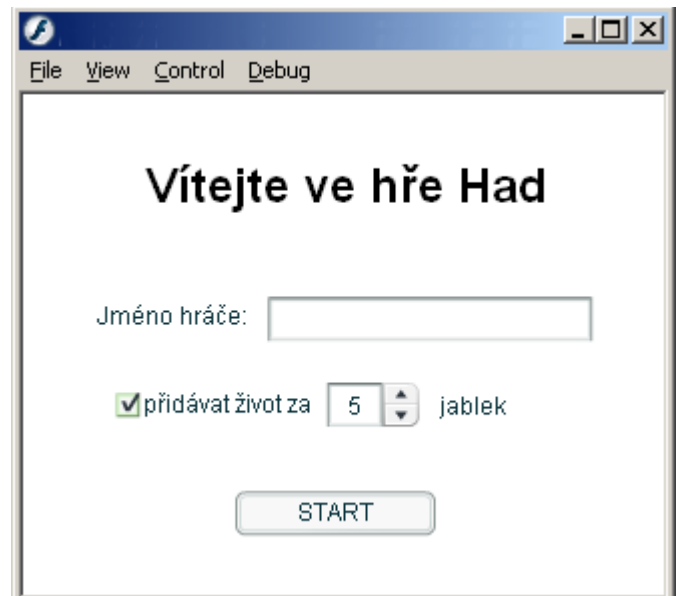 File View Control Debug
Vítejte ve hře Had
Jméno hráče:
přidávat život za 5 jablek
START